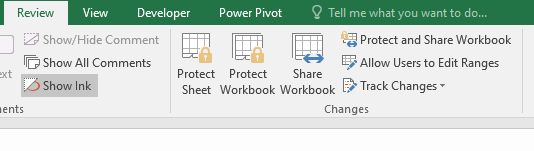 Review View Developer Power Pivot Tell me what you want to do...
Show/Hide Comment
Show All Comments
Show Ink
Protect Sheet
Protect Workbook
Share Workbook
Protect and Share Workbook
Allow Users to Edit Ranges
Track Changes
Changes